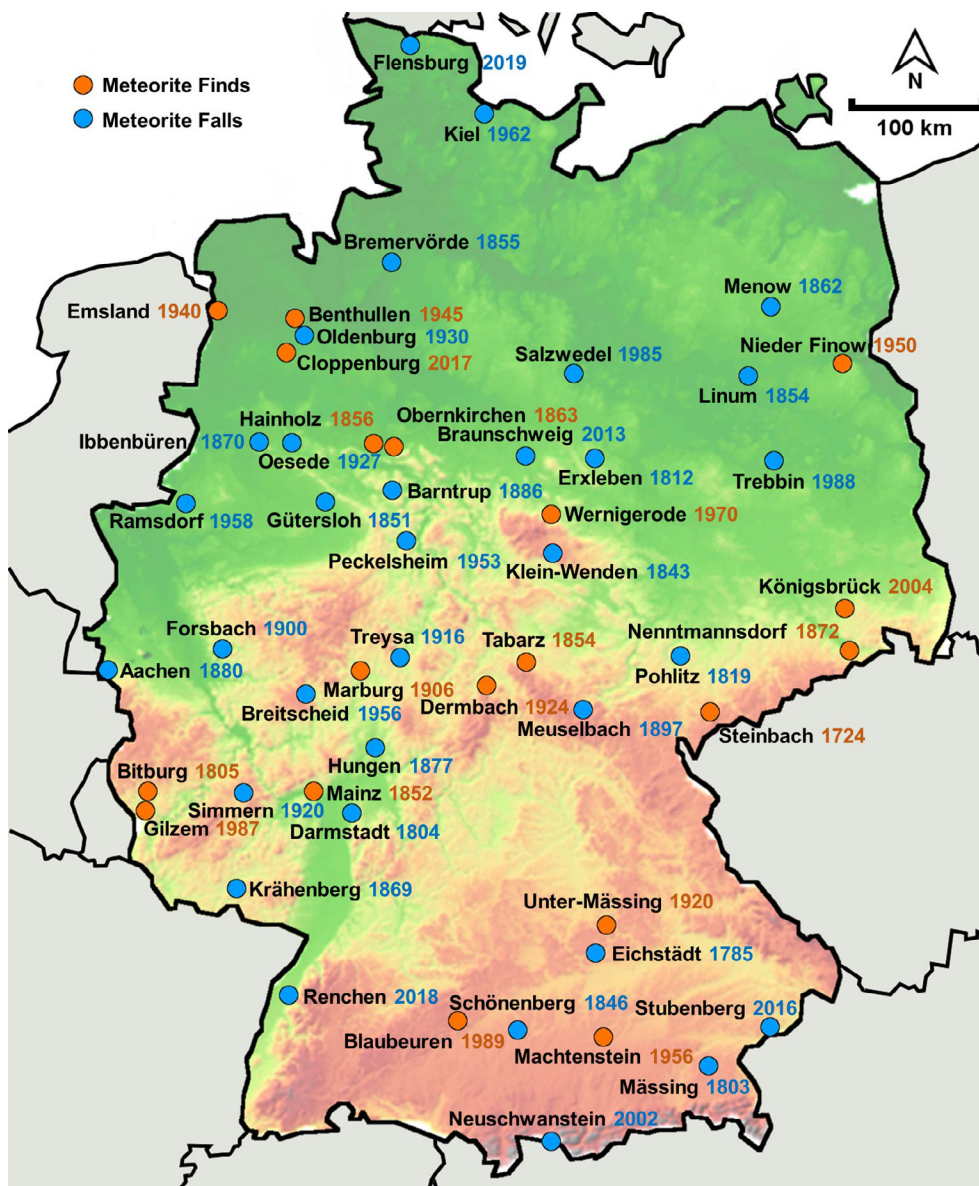 Flensburg 2019
Meteorite Finds
Meteorite Falls
N
100 km
Kiel 1962
Bremervörde 1855
Menow 1862
Emsland 1940
Benthullen 1945
Oldenburg 1930
Cloppenburg 2017
Salzwedel 1985
Nieder Finow 1950
Linum 1854
Hainholz 1856
Obernkirchen 1863
Ibbenbüren 1870
Braunschweig 2013
Oesede 1927
Erxleben 1812
Trebbin 1988
Barntrup 1886
Ramsdorf 1958
Gütersloh 1851
Wernigerode 1970
Peckelsheim 1953
Klein-Wenden 1843
Königsbrück 2004
Forsbach 1900
Treysa 1916
Tabarz 1854
Nenntmannsdorf 1872
Aachen 1880
Pohlitz 1819
Marburg 1906
Dermbach 1924
Breitscheid 1956
Meuselbach 1897
Steinbach 1724
Hungen 1877
Bitburg 1805
Mainz 1852
Simmern 1920
Gilzem 1987
Darmstadt 1804
Krähenberg 1869
Unter-Mässing 1920
Eichstädt 1785
Renchen 2018
Schönenberg 1846
Stubenberg 2016
Blaubeuren 1989
Machtenstein 1956
Mässing 1803
Neuschwanstein 2002